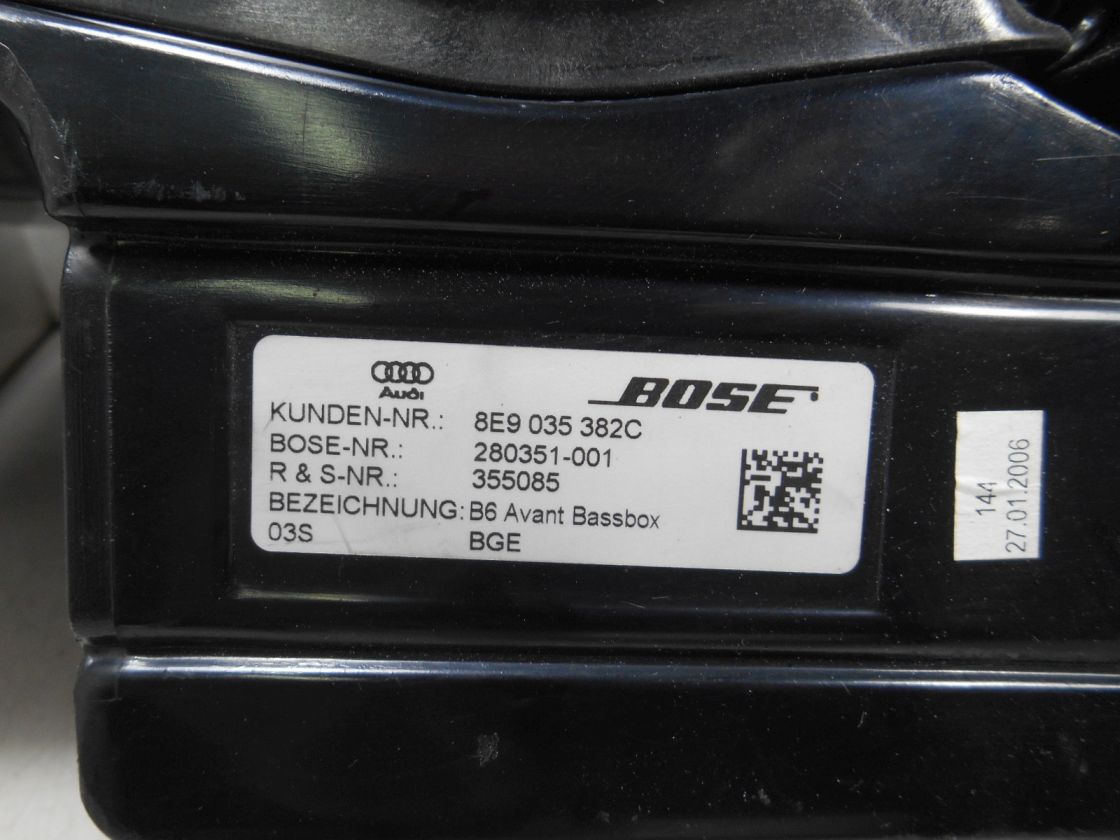 Audi
BOSE
KUNDEN-NR.: 8E9 035 382C
BOSE-NR.: 280351-001
R & S-NR.: 355085
BEZEICHNUNG: B6 Avant Bassbox
03S BGE
144
27.01.2006